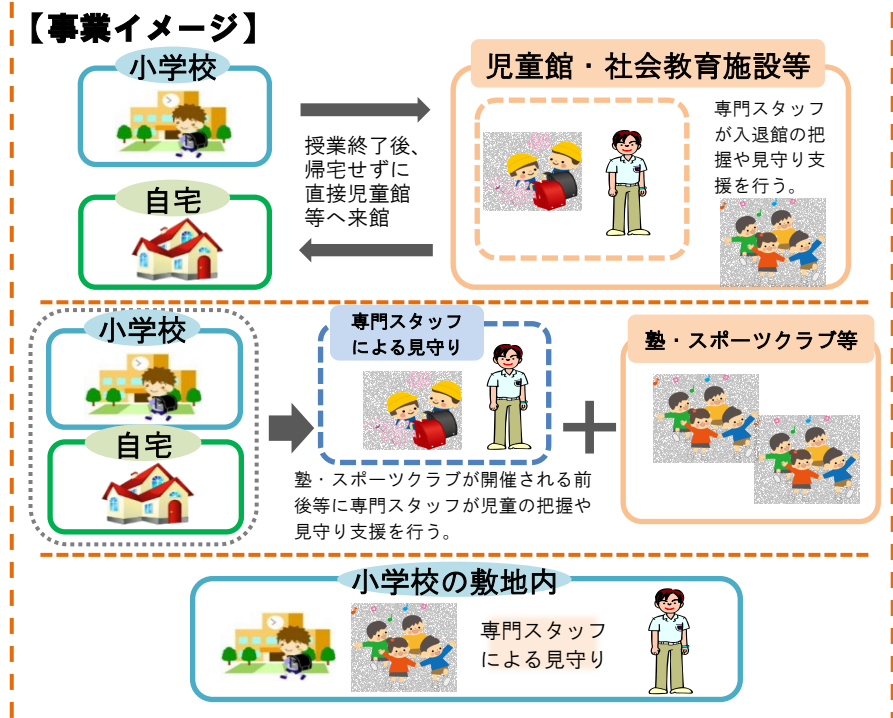 【事業イメージ】
小学校
児童館・社会教育施設等
授業終了後、
帰宅せずに
直接児童館
等へ来館
専門スタッフ
が入退館の把
握や見守り支
援を行う。
自宅
小学校
自宅
専門スタッフ
による見守り
塾・スポーツクラブ等
塾・スポーツクラブが開催される前
後等に専門スタッフが児童の把握や
見守り支援を行う。
小学校の敷地内
専門スタッフ
による見守り